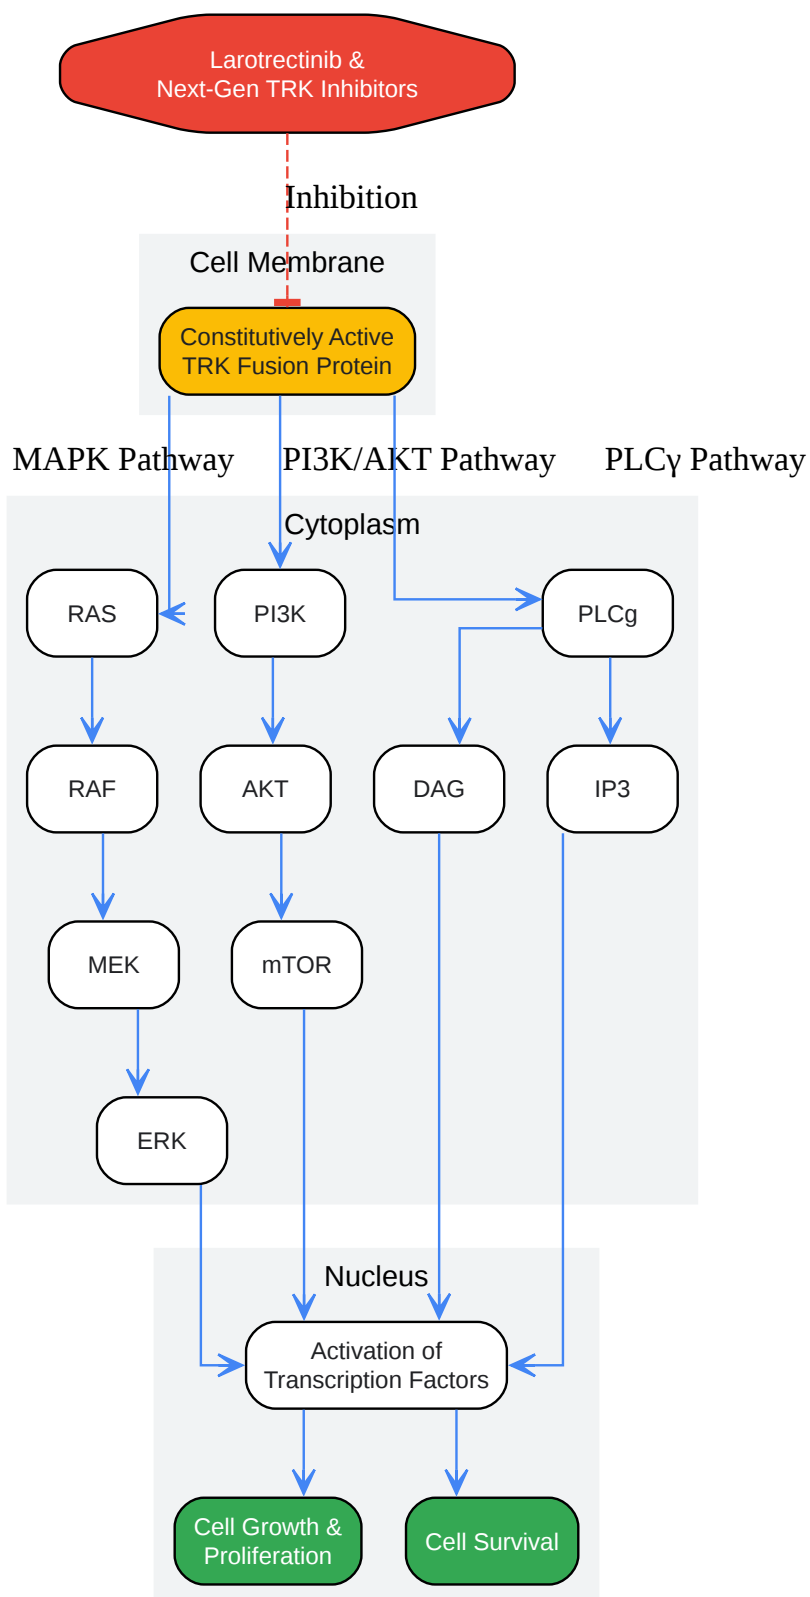 Larotrectinib &
Next-Gen TRK Inhibitors
Inhibition
Cell Membrane
Constitutively Active
TRK Fusion Protein
MAPK Pathway
PI3K/AKT Pathway
PLCγ Pathway
Cytoplasm
RAS
PI3K
PLCg
RAF
AKT
DAG
IP3
MEK
mTOR
ERK
Nucleus
Activation of
Transcription Factors
Cell Growth &
Proliferation
Cell Survival